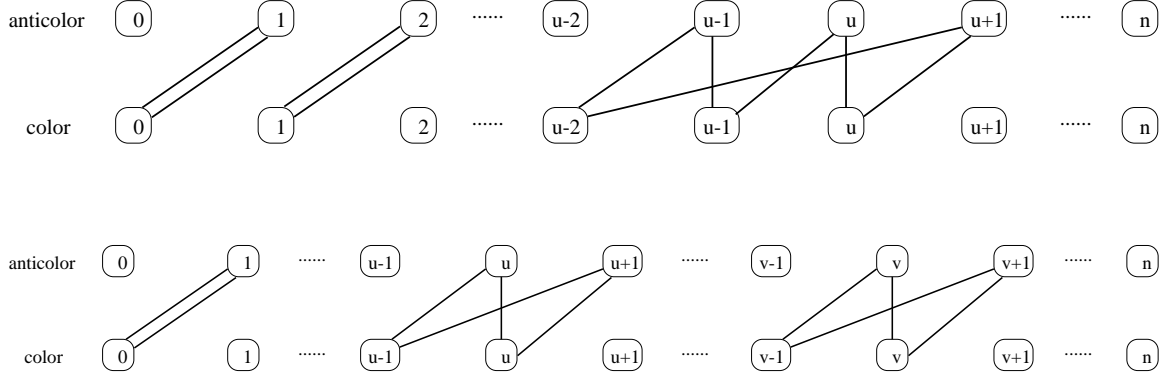 anticolor 0 1 2 ...... u-2 u-1 u u+1 ...... n
color 0 1 2 ...... u-2 u-1 u u+1 ...... n
anticolor 0 1 ...... u-1 u u+1 ...... v-1 v v+1 ...... n
color 0 1 ...... u-1 u u+1 ...... v-1 v v+1 ...... n